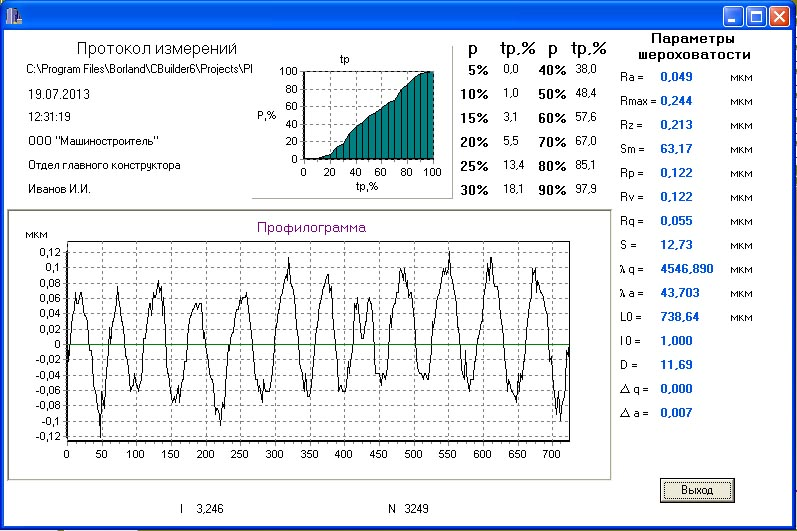 Протокол измерений
C:\Program Files\Borland\CBuilder6\Projects\Pl
19.07.2013
12:31:19
ООО "Машиностроитель"
Отдел главного конструктора
Иванов И.И.
tp
100
80
60
40
20
0
P,%
0 20 40 60 80 100
tp,%
p tp,% p tp,%
5% 0,0 40% 38,0
10% 1,0 50% 48,4
15% 3,1 60% 57,6
20% 5,5 70% 67,0
25% 13,4 80% 85,1
30% 18,1 90% 97,9
Параметры
шероховатости
Ra = 0,049 мкм
Rmax = 0,244 мкм
Rz = 0,213 мкм
Sm = 63,17 мкм
Rp = 0,122 мкм
Rv = 0,122 мкм
Rq = 0,055 мкм
S = 12,73 мкм
λ q = 4546,890 мкм
λ a = 43,703 мкм
L0 = 738,64 мкм
l 0 = 1,000
D = 11,69
Δ q = 0,000
Δ a = 0,007
Профилограмма
мкм
0,12
0,1
0,08
0,06
0,04
0,02
0
-0,02
-0,04
-0,06
-0,08
-0,1
-0,12
0 50 100 150 200 250 300 350 400 450 500 550 600 650 700
Выход
I 3,246 N 3249